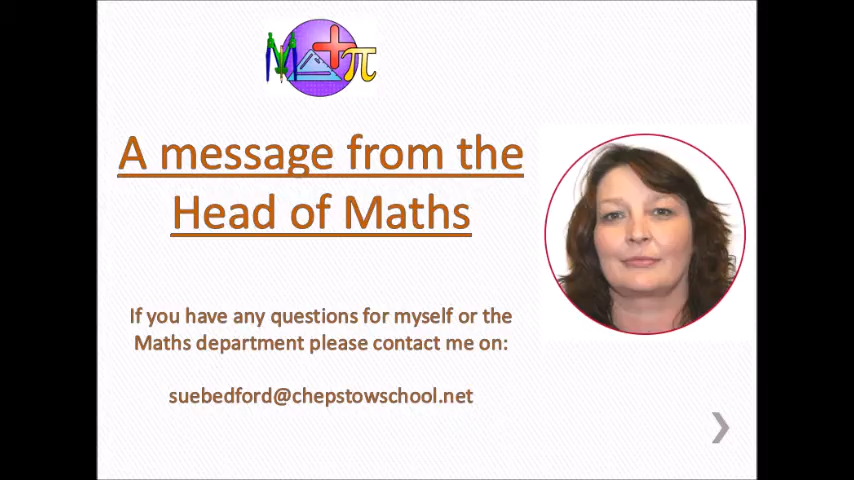 M+π
A message from the
Head of Maths
If you have any questions for myself or the
Maths department please contact me on:
suebedford@chepstowschool.net